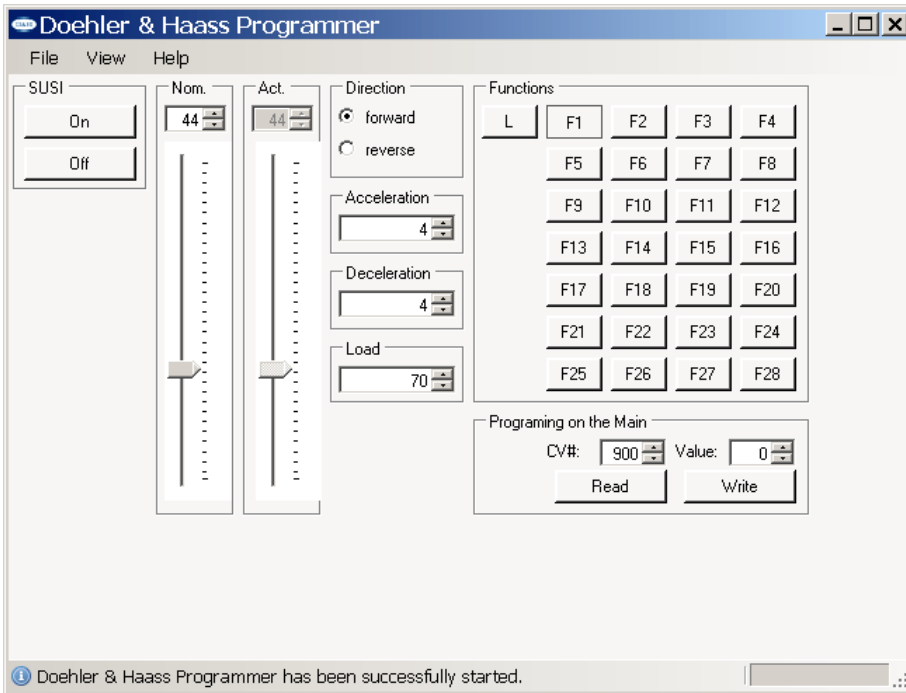 Doehler & Haass Programmer
File View Help
SUSI
On
Off
Nom.
44
Act.
44
Direction
forward
reverse
Acceleration
4
Deceleration
4
Load
70
Functions
L F1 F2 F3 F4
F5 F6 F7 F8
F9 F10 F11 F12
F13 F14 F15 F16
F17 F18 F19 F20
F21 F22 F23 F24
F25 F26 F27 F28
Programing on the Main
CV#: 900 Value: 0
Read Write
Doehler & Haass Programmer has been successfully started.